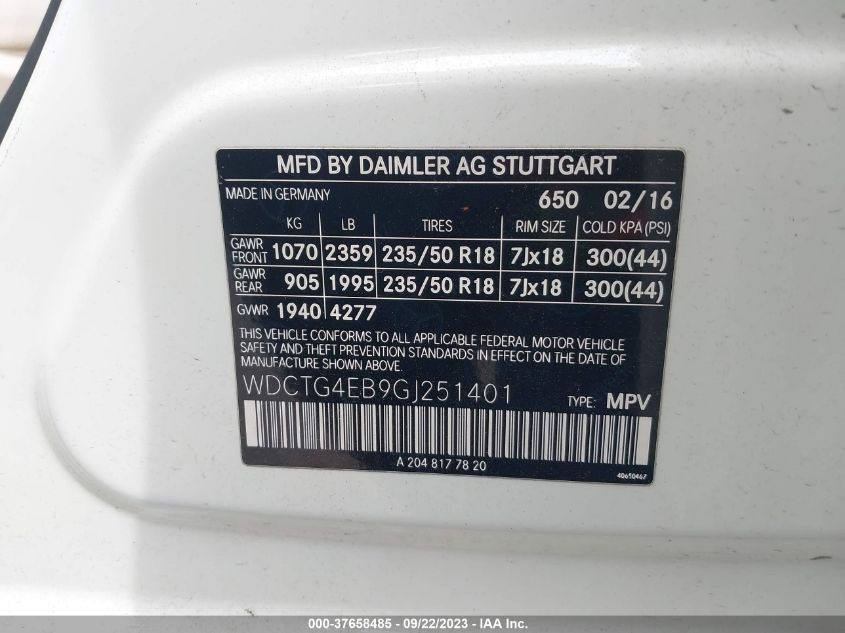 MFD BY DAIMLER AG STUTTGART
MADE IN GERMANY 650 02/16
KG LB TIRES RIM SIZE COLD KPA (PSI)
GAWR FRONT 1070 2359 235/50 R18 7Jx18 300(44)
GAWR REAR 905 1995 235/50 R18 7Jx18 300(44)
GVWR 1940 4277
THIS VEHICLE CONFORMS TO ALL APPLICABLE FEDERAL MOTOR VEHICLE
SAFETY AND THEFT PREVENTION STANDARDS IN EFFECT ON THE DATE OF
MANUFACTURE SHOWN ABOVE.
WDCTG4EB9GJ251401 TYPE: MPV
A 204 817 78 20
40610467
000-37658485 - 09/22/2023 - IAA Inc.